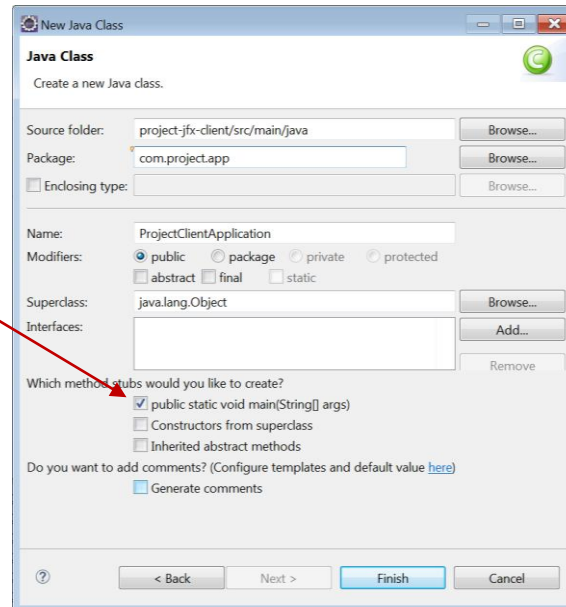 New Java Class
Java Class
Create a new Java class.
Source folder: project-jfx-client/src/main/java Browse...
Package: com.project.app Browse...
Enclosing type: Browse...
Name: ProjectClientApplication
Modifiers: public package private protected
abstract final static
Superclass: java.lang.Object Browse...
Interfaces: Add...
Remove
Which method stubs would you like to create?
public static void main(String[] args)
Constructors from superclass
Inherited abstract methods
Do you want to add comments? (Configure templates and default value here)
Generate comments
? < Back Next > Finish Cancel